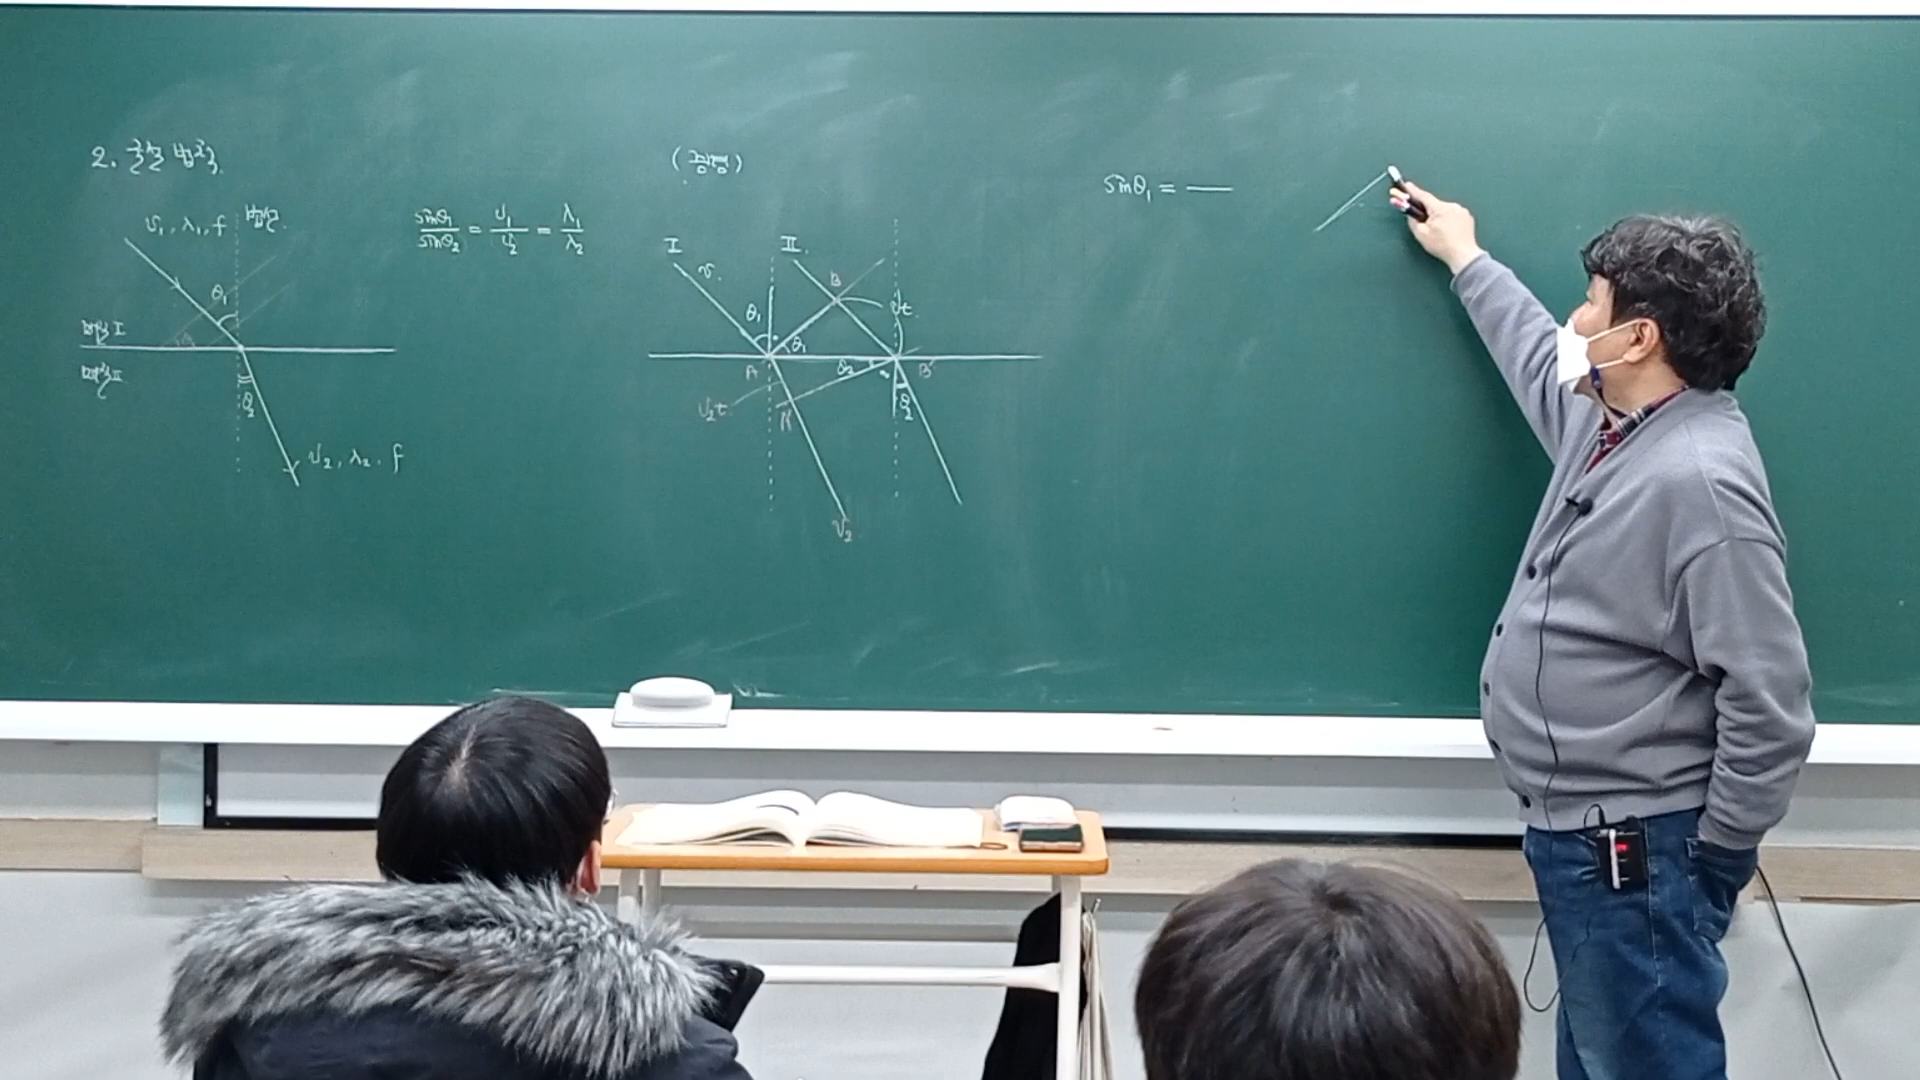 2. 굴절 법칙.
v₁, λ₁, f
법선.
θ₁
매질 I
매질 II
θ₂
v₂, λ₂, f
sinθ₁/sinθ₂ = v₁/v₂ = λ₁/λ₂
(증명)
I
II
B
θ₁
θ₁
A
θ₂
B'
v₂t
A'
θ₂
v₂
sinθ₁ =